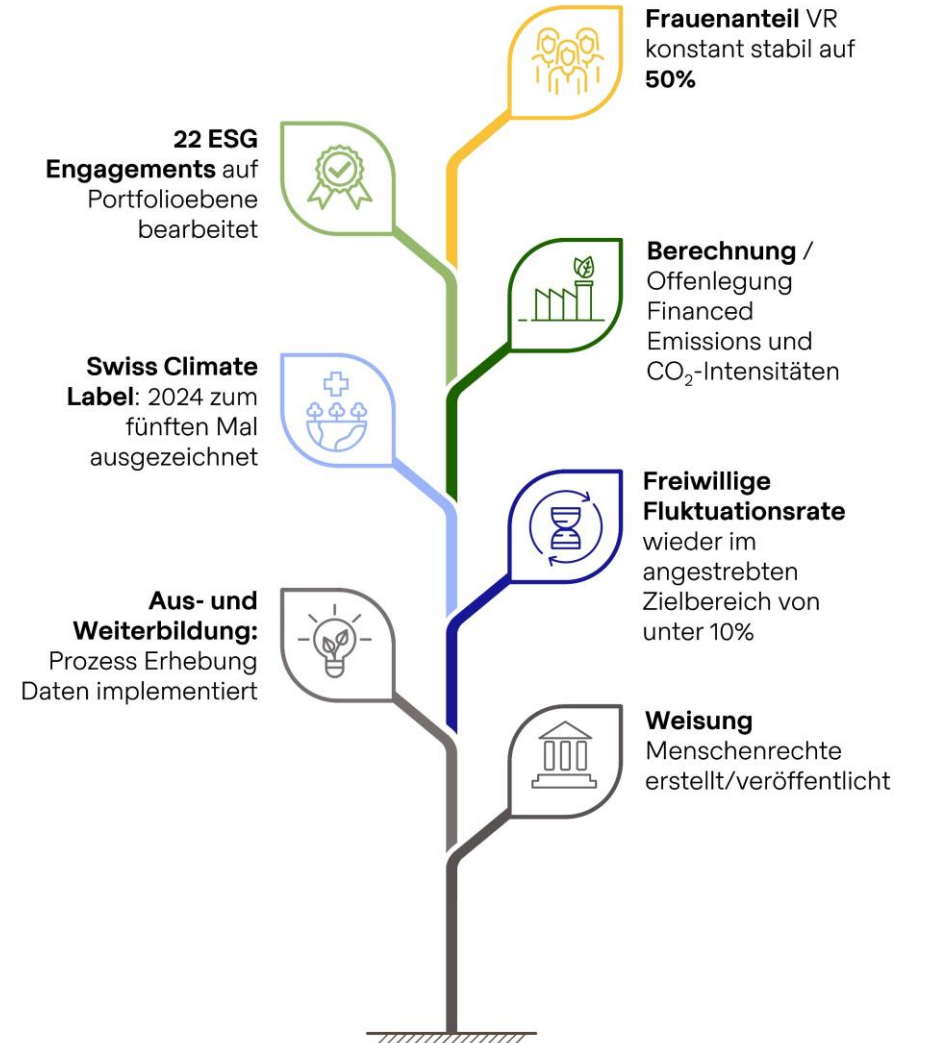 Frauenanteil VR
konstant stabil auf
50%
22 ESG
Engagements auf
Portfolioebene
bearbeitet
Berechnung /
Offenlegung
Financed
Emissions und
CO₂-Intensitäten
Swiss Climate
Label: 2024 zum
fünften Mal
ausgezeichnet
Freiwillige
Fluktuationsrate
wieder im
angestrebten
Zielbereich von
unter 10%
Aus- und
Weiterbildung:
Prozess Erhebung
Daten implementiert
Weisung
Menschenrechte
erstellt/veröffentlicht